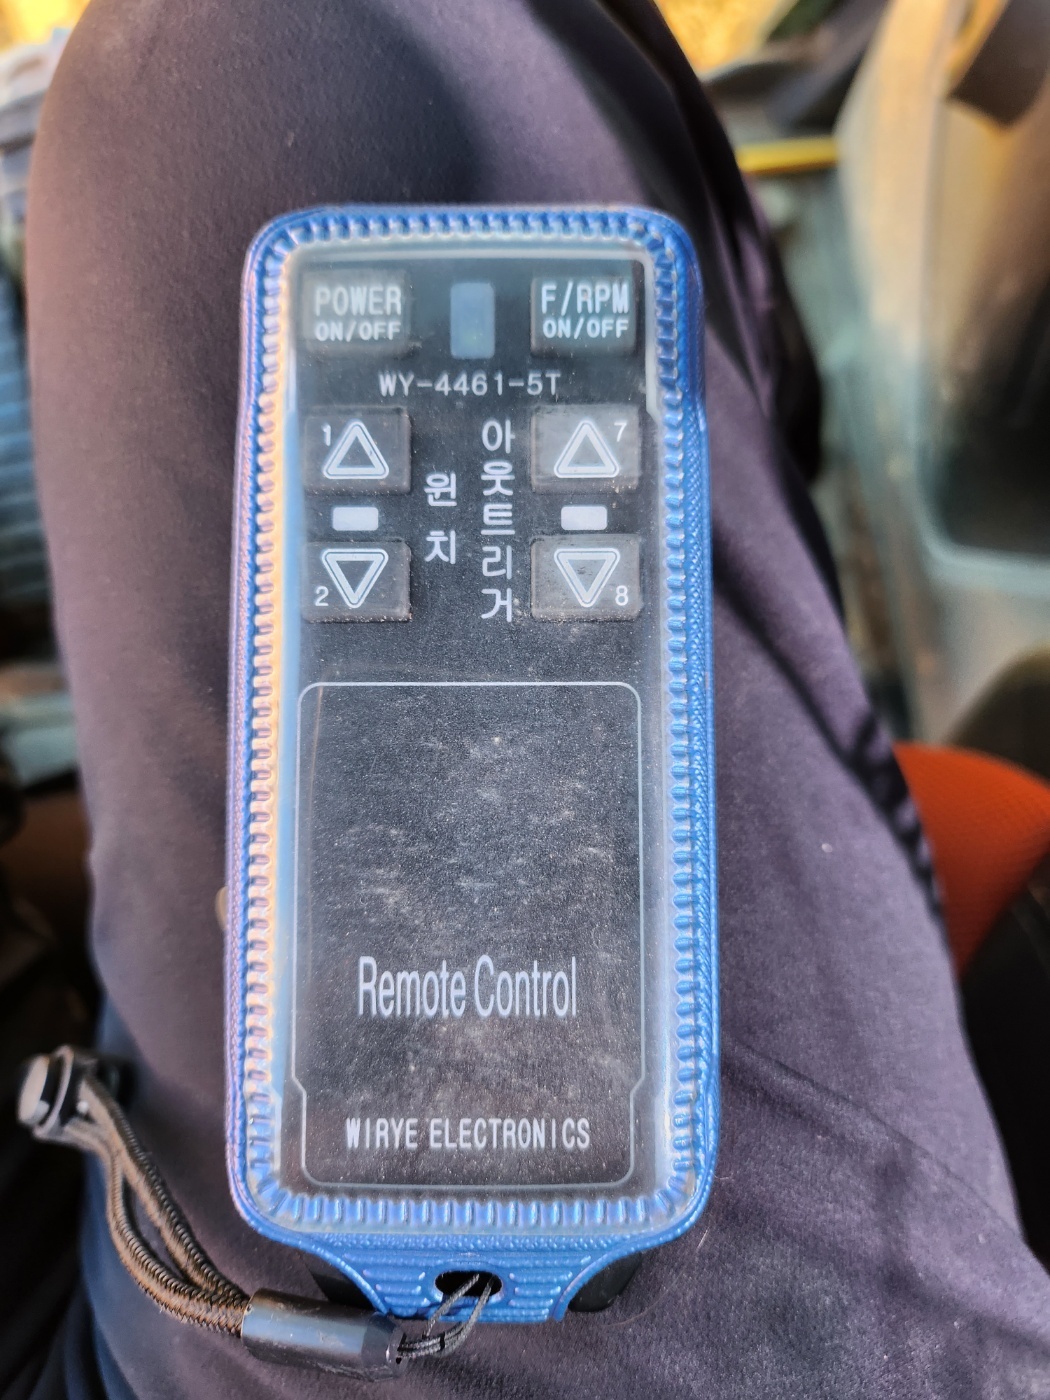 POWER
ON/OFF
F/RPM
ON/OFF
WY-4461-5T
1
2
윈치
아웃트리거
7
8
Remote Control
WIRYE ELECTRONICS